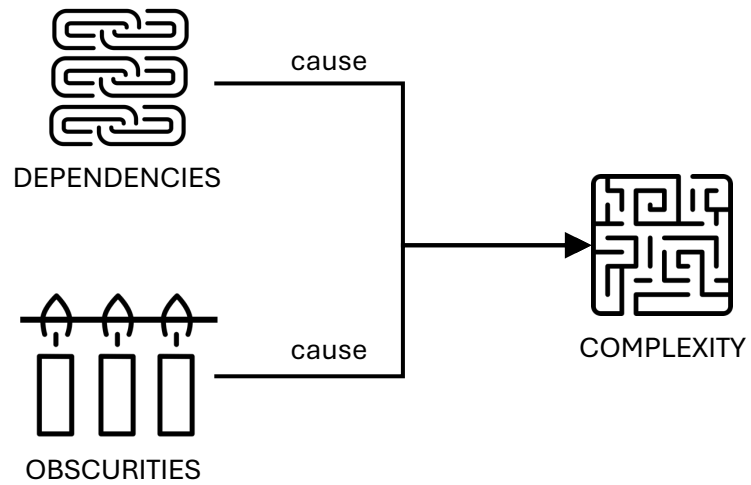 cause
DEPENDENCIES
cause
COMPLEXITY
OBSCURITIES